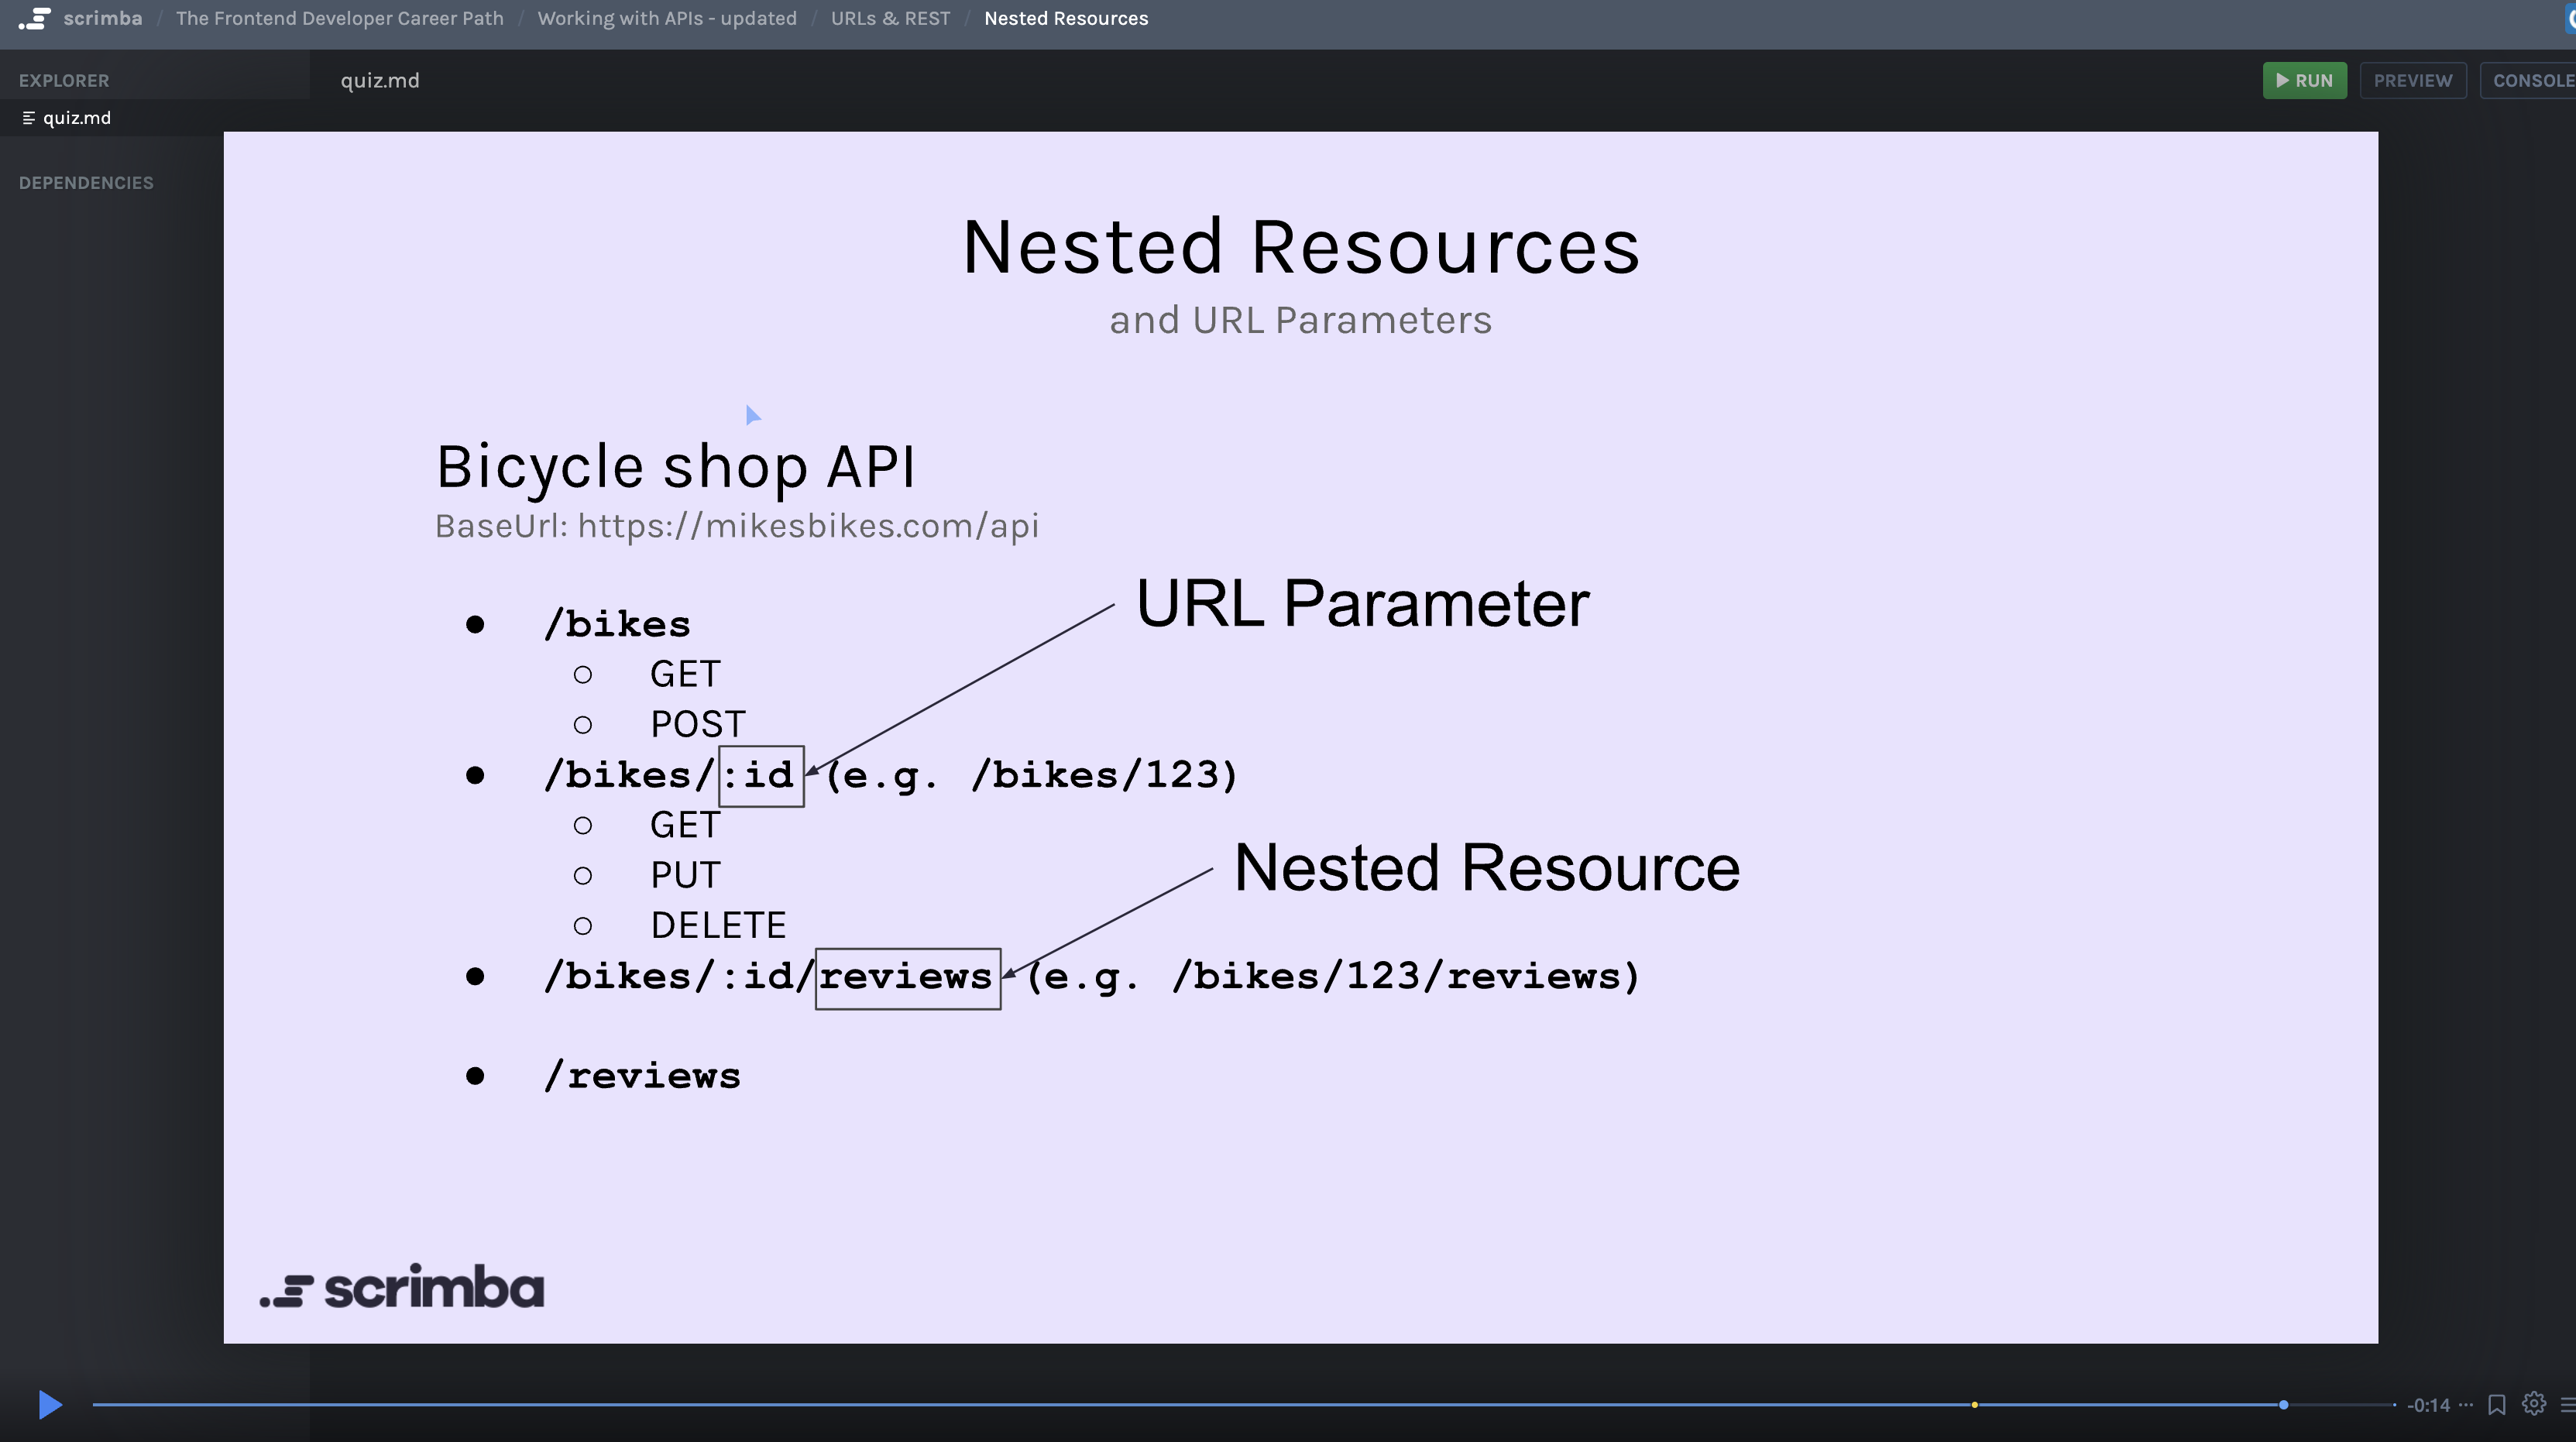 scrimba / The Frontend Developer Career Path / Working with APIs - updated / URLs & REST / Nested Resources
EXPLORER
quiz.md
RUN
PREVIEW
CONSOLE
quiz.md
DEPENDENCIES
Nested Resources
and URL Parameters
Bicycle shop API
BaseUrl: https://mikesbikes.com/api
URL Parameter
● /bikes
○ GET
○ POST
● /bikes/:id (e.g. /bikes/123)
○ GET
○ PUT
○ DELETE
Nested Resource
● /bikes/:id/reviews (e.g. /bikes/123/reviews)
● /reviews
scrimba
-0:14